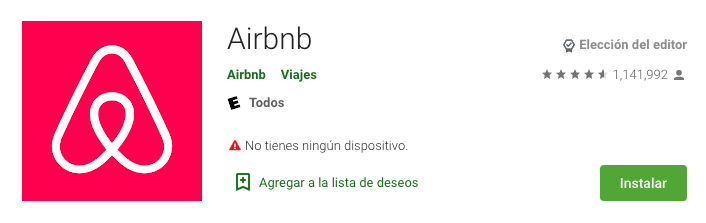 Airbnb
Elección del editor
Airbnb Viajes
1,141,992
E Todos
No tienes ningún dispositivo.
Agregar a la lista de deseos
Instalar